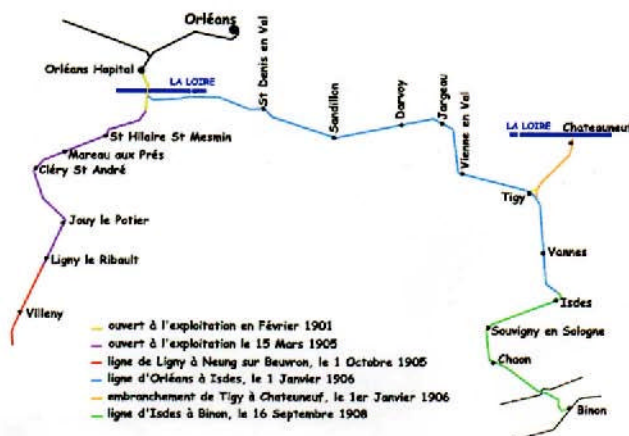 Orléans
Orléans Hopital
LA LOIRE
St Denis en Val
Sandillon
Darvoy
Jargeau
Vienne en Val
LA LOIRE
Chateauneuf
St Hilaire St Mesmin
Mareau aux Prés
Cléry St André
Tigy
Jouy le Potier
Ligny le Ribault
Vannes
Villeny
Isdes
Souvigny en Sologne
Chaon
Binon
ouvert à l'exploitation en Février 1901
ouvert à l'exploitation le 15 Mars 1905
ligne de Ligny à Neung sur Beuvron, le 1 Octobre 1905
ligne d'Orléans à Isdes, le 1 Janvier 1906
embranchement de Tigy à Chateuneuf, le 1er Janvier 1906
ligne d'Isdes à Binon, le 16 Septembre 1908